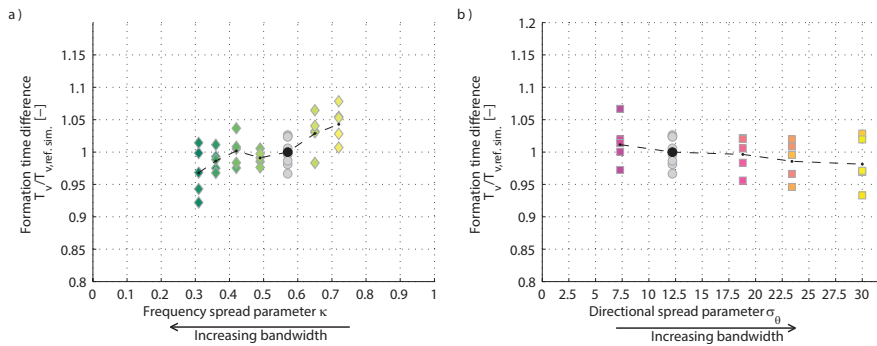 a)
Formation time difference
T_v/T_v,ref. sim. [–]
1.2
1.15
1.1
1.05
1
0.95
0.9
0.85
0.8
0 0.1 0.2 0.3 0.4 0.5 0.6 0.7 0.8 0.9 1
Frequency spread parameter κ
Increasing bandwidth
b)
Formation time difference
T_v/T_v,ref. sim. [–]
1.2
1.15
1.1
1.05
1
0.95
0.9
0.85
0.8
0 2.5 5 7.5 10 12.5 15 17.5 20 22.5 25 27.5 30
Directional spread parameter σ_θ
Increasing bandwidth